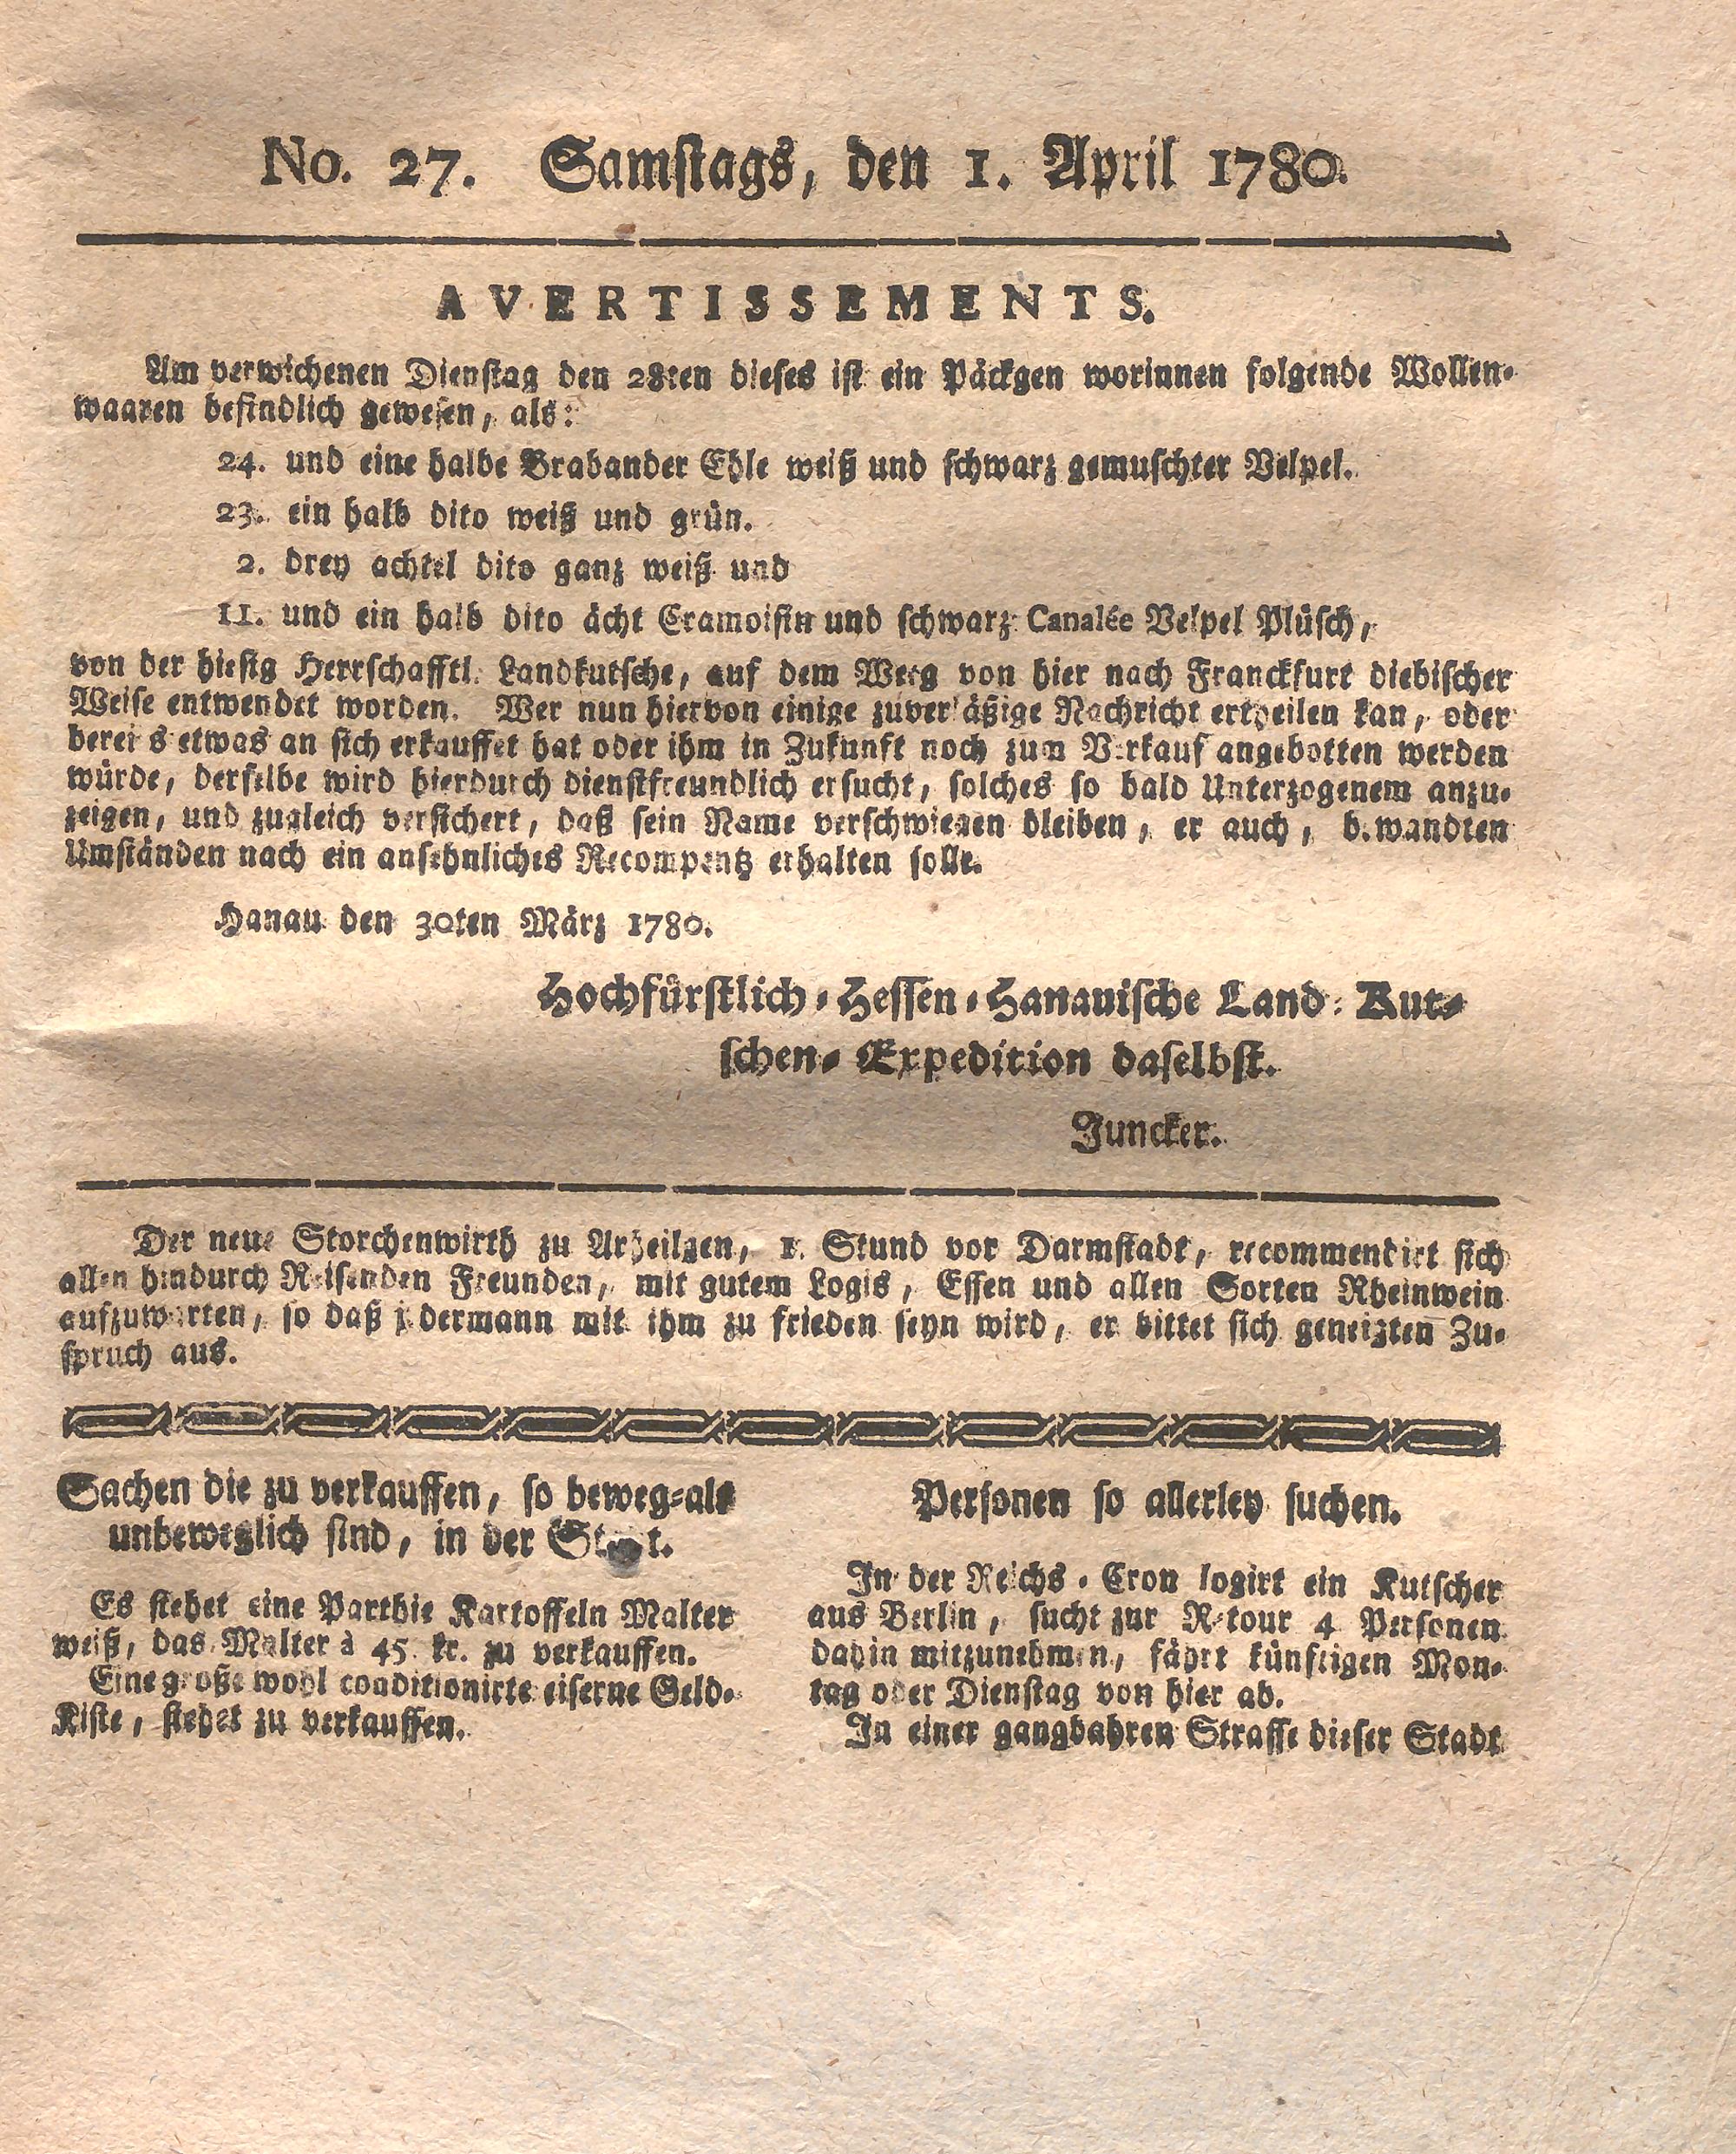 No. 27. Samstags, den 1. April 1780.
AVERTISSEMENTS.
Am verwichenen Dienstag den 28ten dieses ist ein Päckgen worinnen folgende Wollen-
waaren befindlich gewesen, als:
24. und eine halbe Brabander Ehle weiß und schwarz gemuschter Velpel.
23. ein halb dito weiß und grün.
2. drey achtel dito ganz weiß und
11. und ein halb dito ächt Cramoisin und schwarz Canalée Velpel Plüsch,
von der hiesig Herrschafftl. Landkutsche, auf dem Weeg von hier nach Franckfurt diebischer
Weise entwendet worden. Wer nun hiervon einige zuverläßige Nachricht ertheilen kan, oder
bereits etwas an sich erkauffet hat oder ihm in Zukunft noch zum Verkauf angebotten werden
würde, derselbe wird hierdurch dienstfreundlich ersucht, solches so bald Unterzogenem anzu-
zeigen, und zugleich versichert, daß sein Name verschwiegen bleiben, er auch, bewandten
Umständen nach ein ansehnliches Recompentz erhalten solle.
Hanau den 30ten März 1780.
Hochfürstlich-Hessen-Hanauische Land-Kut-
schen-Expedition daselbst.
Juncker.
Der neue Storchenwirth zu Arheilgen, 1. Stund vor Darmstadt, recommendirt sich
allen hindurch Reisenden Freunden, mit gutem Logis, Essen und allen Sorten Rheinwein
aufzuwarten, so daß jedermann mit ihm zu frieden seyn wird, er bittet sich geneigten Zu-
spruch aus.
Sachen die zu verkauffen, so beweg-als
unbeweglich sind, in der Stadt.
Es stehet eine Parthie Kartoffeln Malter
weiß, das Malter à 45 kr. zu verkauffen.
Eine große wohl conditionirte eiserne Geld-
Kiste, stehet zu verkauffen.
Personen so allerley suchen.
In der Reichs-Cron logirt ein Kutscher
aus Berlin, sucht zur Retour 4 Personen
dahin mitzunehmen, fährt künftigen Mon-
tag oder Dienstag von hier ab.
In einer gangbahren Strasse dieser Stadt